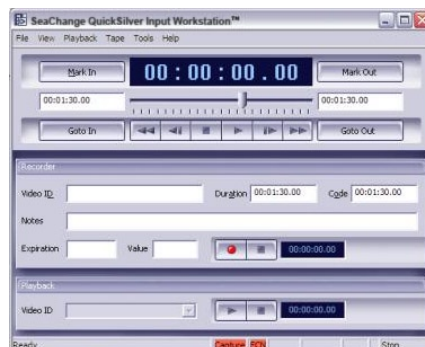 SeaChange QuickSilver Input Workstation™
File View Playback Tape Tools Help
Mark In 00:00:00.00 Mark Out
00:01:30.00 00:01:30.00
Goto In Goto Out
Recorder
Video ID Duration 00:01:30.00 Code 00:01:30.00
Notes
Expiration Value 00:00:00.00
Playback
Video ID 00:00:00.00
Ready Capture ECN Stop